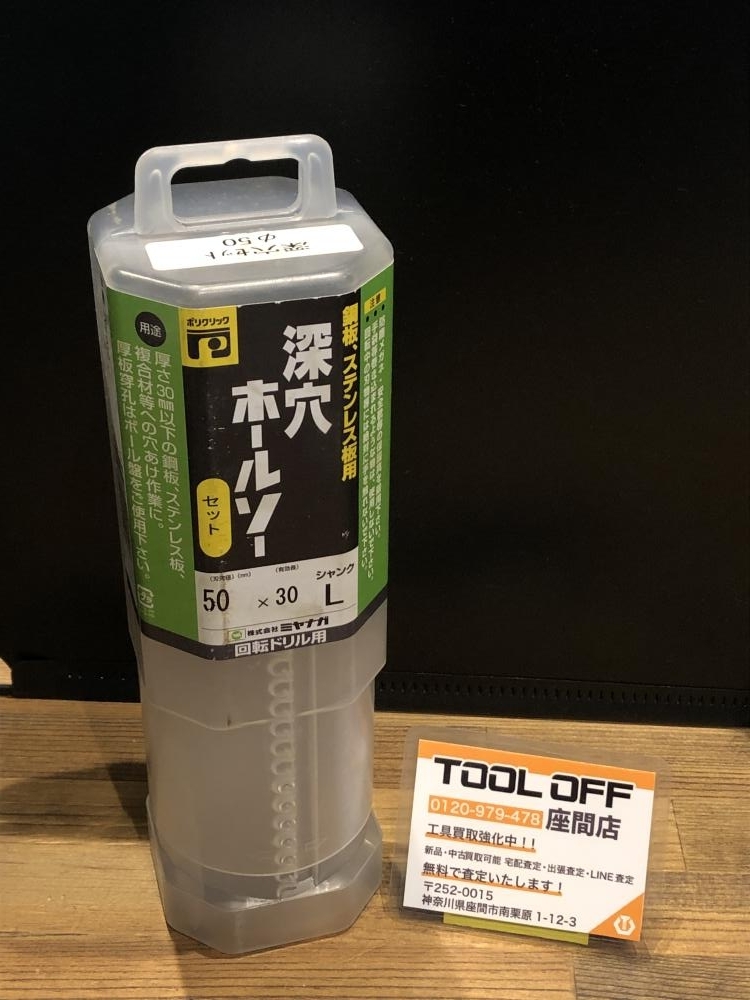 深穴セット
φ50
用途
厚さ30mm以下の鋼板、ステンレス板、
複合材等への穴あけ作業に。
厚板穿孔はボール盤をご使用下さい。
ポリクリック
鋼板、ステンレス板用
深穴
ホールソー
セット
(刃先径)(mm)
(有効長)
シャンク
50 × 30 L
株式会社 ミヤナガ
回転ドリル用
注意
TOOL OFF
0120-979-478 座間店
工具買取強化中！！
新品・中古買取可能 宅配査定・出張査定・LINE査定
無料で査定いたします！
〒252-0015
神奈川県座間市南栗原 1-12-3